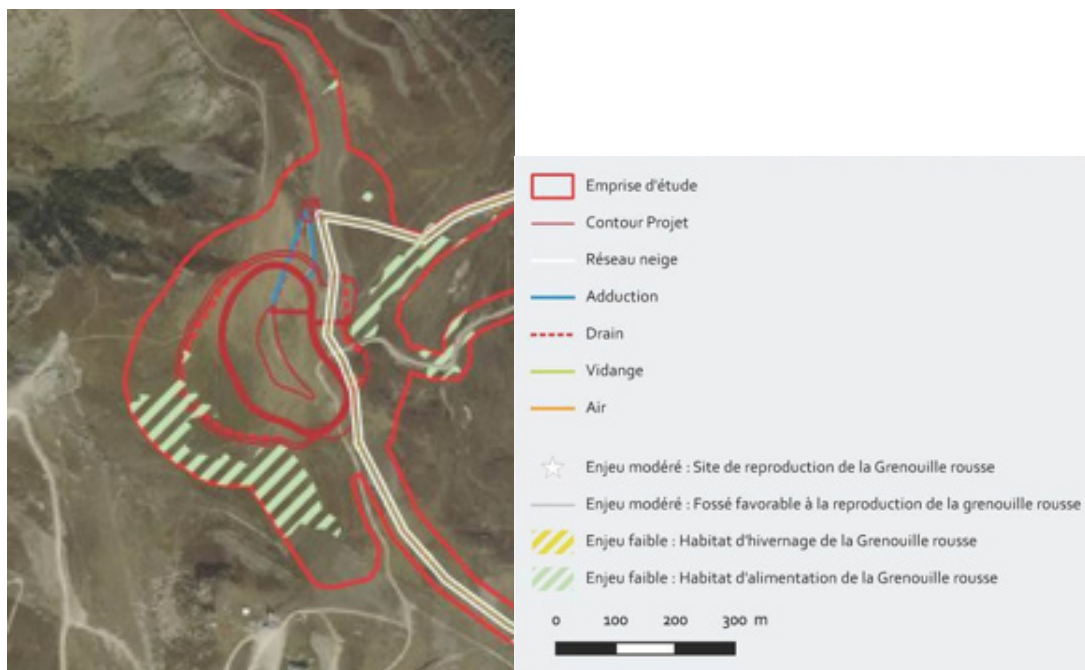 Emprise d'étude
Contour Projet
Réseau neige
Adduction
Drain
Vidange
Air
Enjeu modéré : Site de reproduction de la Grenouille rousse
Enjeu modéré : Fossé favorable à la reproduction de la grenouille rousse
Enjeu faible : Habitat d'hivernage de la Grenouille rousse
Enjeu faible : Habitat d'alimentation de la Grenouille rousse
0 100 200 300 m